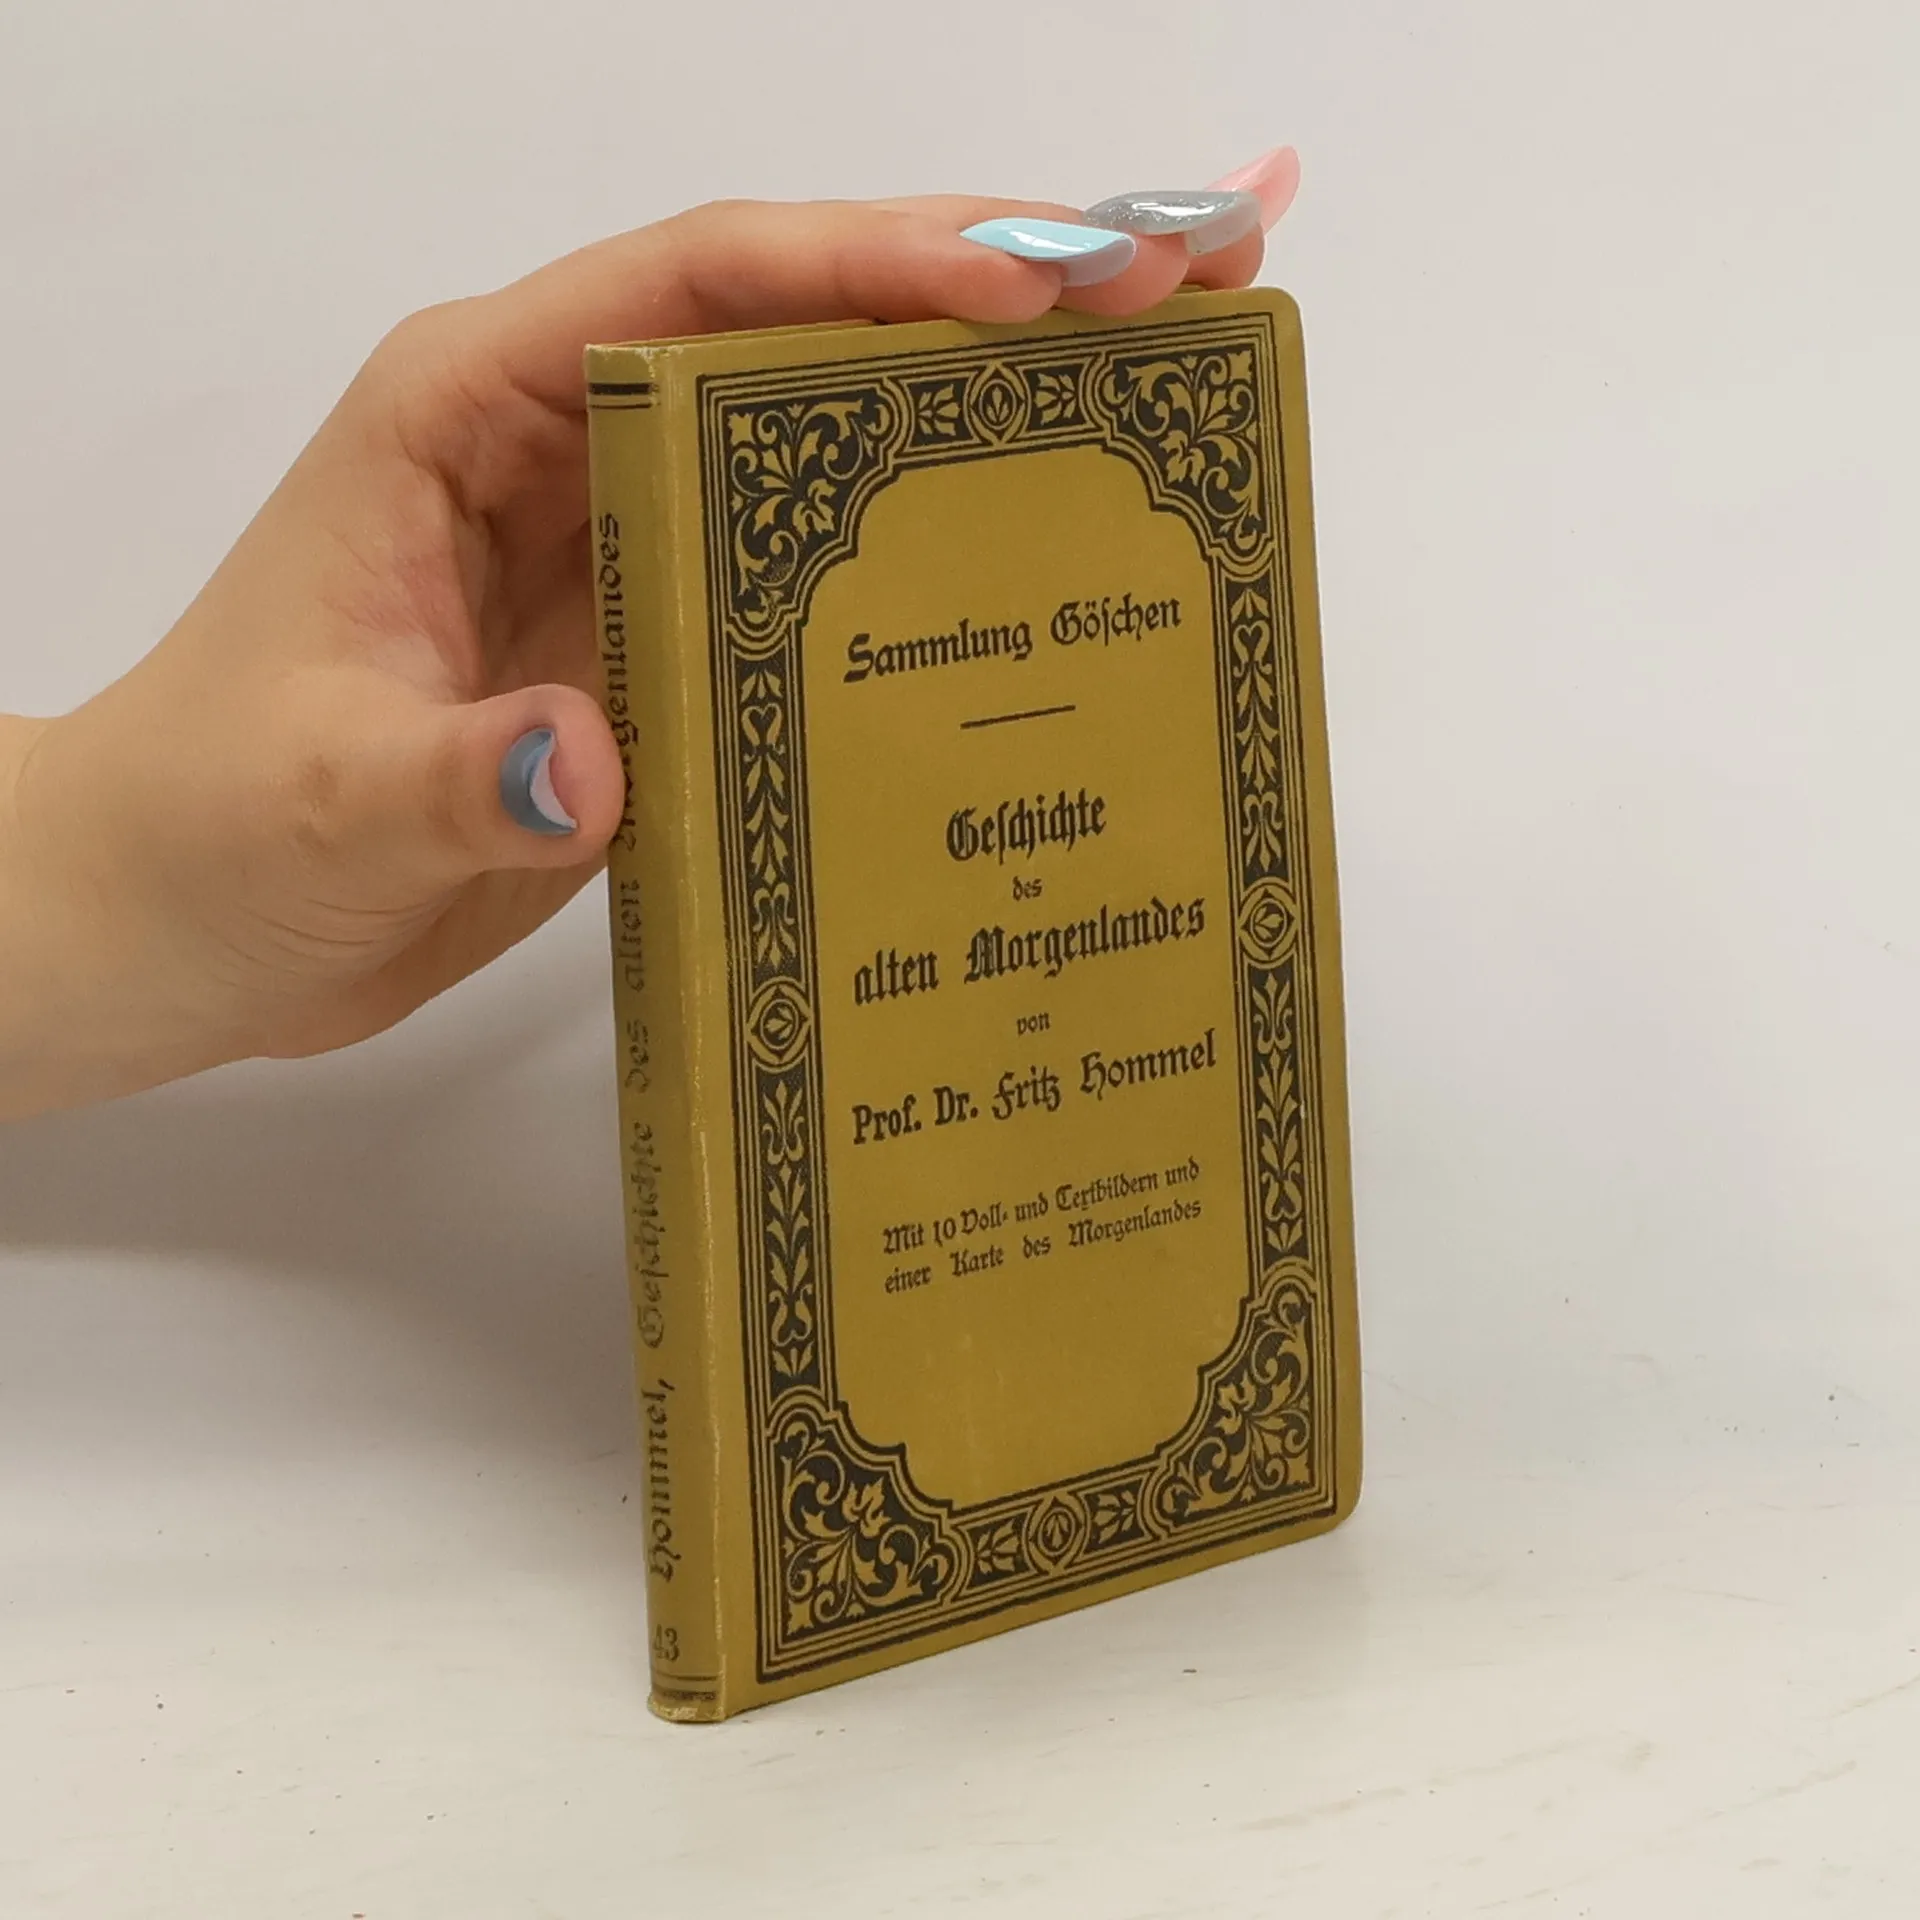 Sammlung Göschen
Geschichte
des
alten Morgenlandes
von
Prof. Dr. Fritz Hommel
Mit 10 Voll- und Textbildern und
einer Karte des Morgenlandes
43 Hommel, Geschichte des alten Morgenlandes